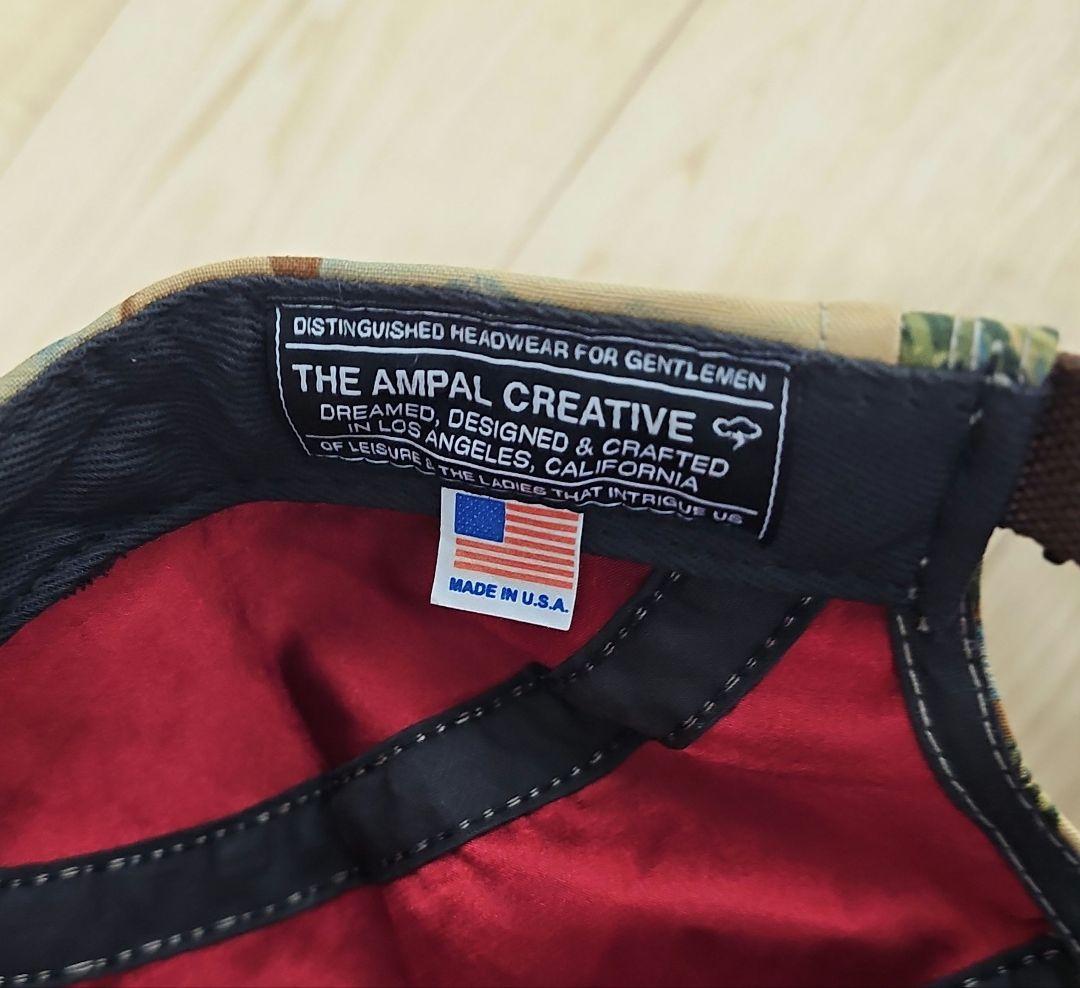 DISTINGUISHED HEADWEAR FOR GENTLEMEN
THE AMPAL CREATIVE
DREAMED, DESIGNED & CRAFTED
IN LOS ANGELES, CALIFORNIA
OF LEISURE & THE LADIES THAT INTRIGUE US
MADE IN U.S.A.